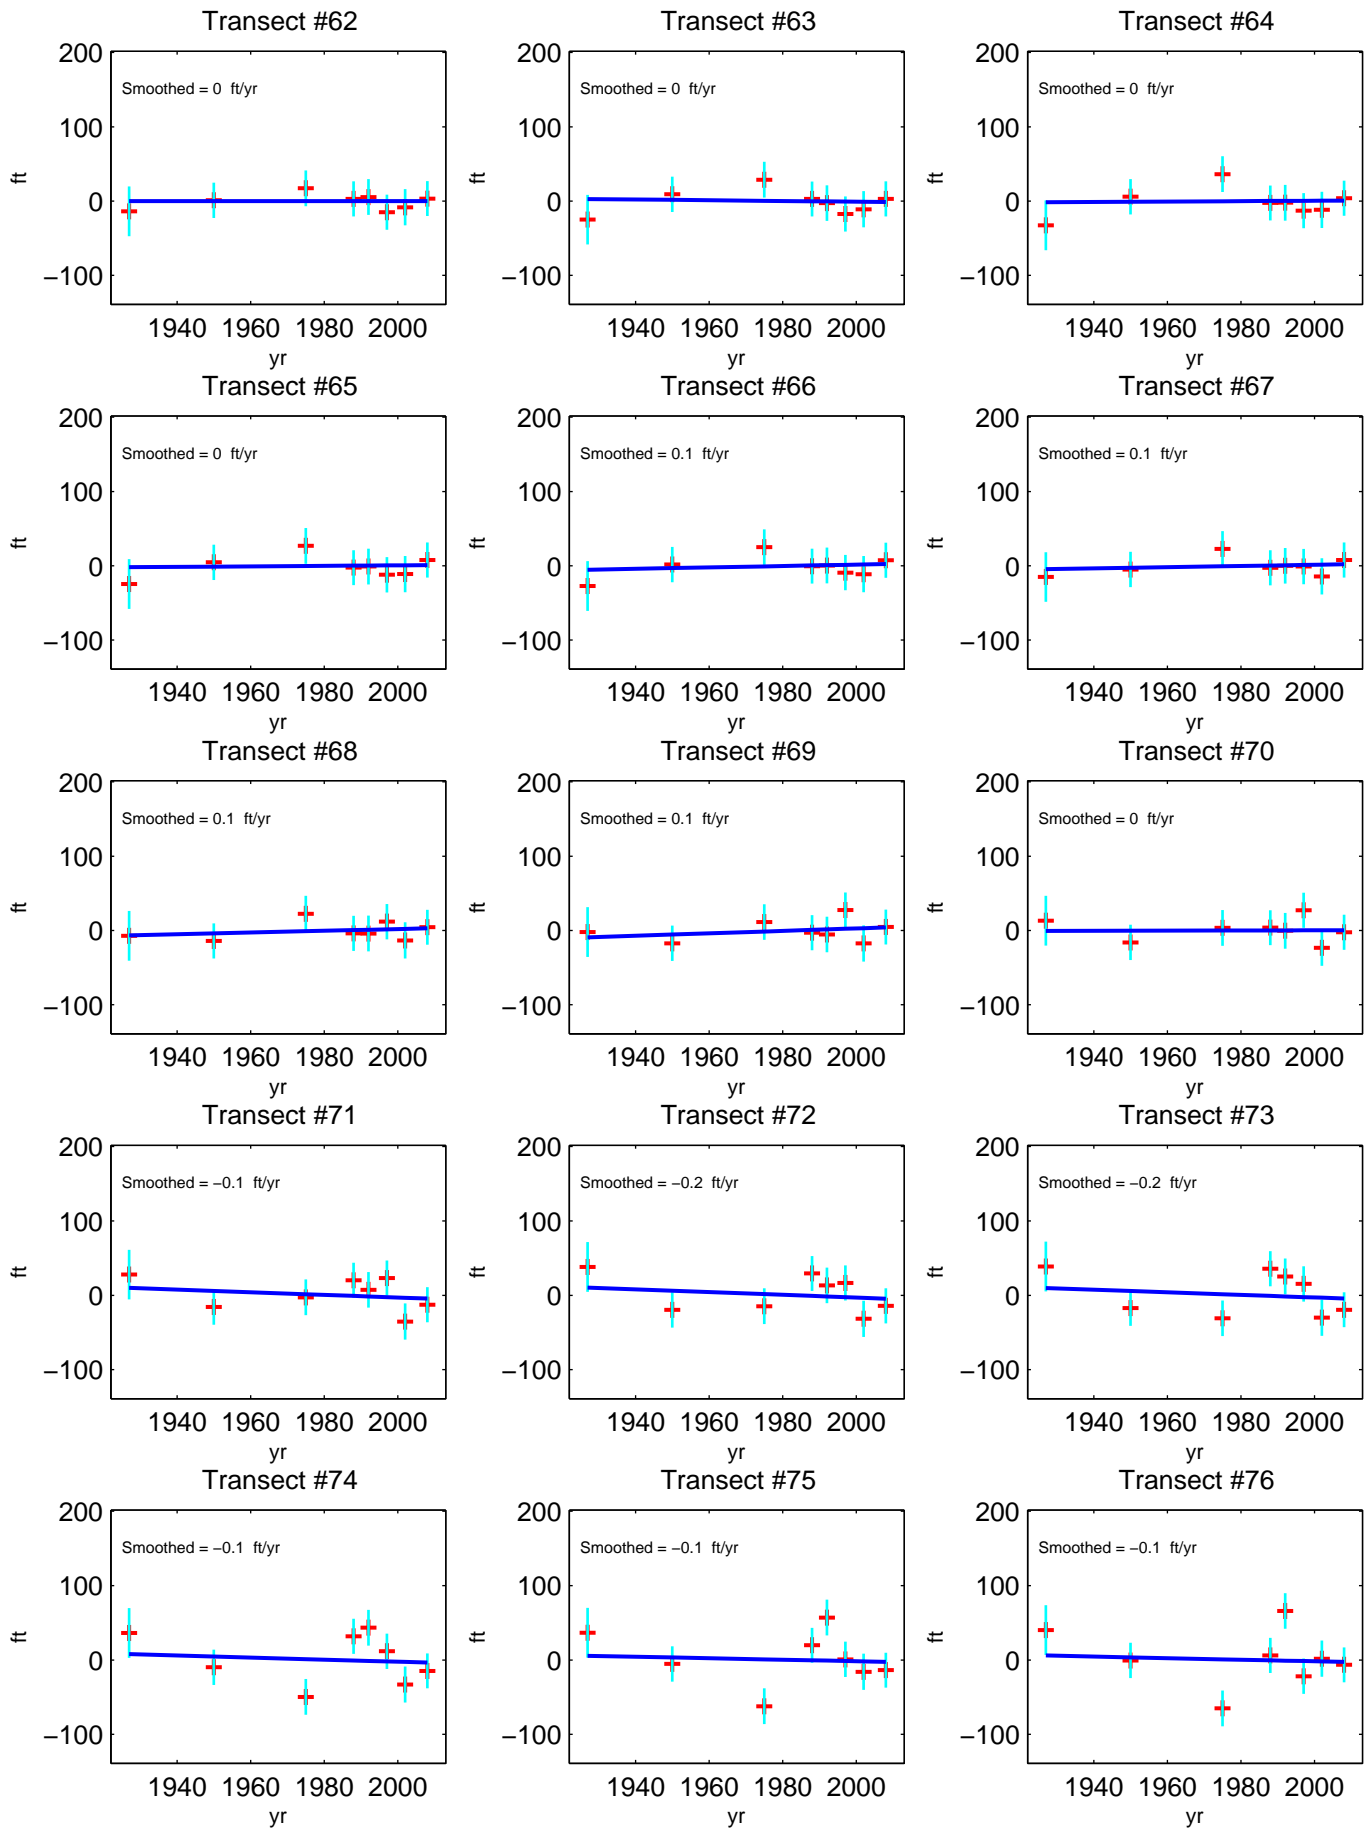 Transect #62
Transect #63
Transect #64
200
100
0
−100
ft
Smoothed = 0 ft/yr
1940 1960 1980 2000
yr
200
100
0
−100
ft
Smoothed = 0 ft/yr
1940 1960 1980 2000
yr
200
100
0
−100
ft
Smoothed = 0 ft/yr
1940 1960 1980 2000
yr
Transect #65
Transect #66
Transect #67
200
100
0
−100
ft
Smoothed = 0 ft/yr
1940 1960 1980 2000
yr
200
100
0
−100
ft
Smoothed = 0.1 ft/yr
1940 1960 1980 2000
yr
200
100
0
−100
ft
Smoothed = 0.1 ft/yr
1940 1960 1980 2000
yr
Transect #68
Transect #69
Transect #70
200
100
0
−100
ft
Smoothed = 0.1 ft/yr
1940 1960 1980 2000
yr
200
100
0
−100
ft
Smoothed = 0.1 ft/yr
1940 1960 1980 2000
yr
200
100
0
−100
ft
Smoothed = 0 ft/yr
1940 1960 1980 2000
yr
Transect #71
Transect #72
Transect #73
200
100
0
−100
ft
Smoothed = −0.1 ft/yr
1940 1960 1980 2000
yr
200
100
0
−100
ft
Smoothed = −0.2 ft/yr
1940 1960 1980 2000
yr
200
100
0
−100
ft
Smoothed = −0.2 ft/yr
1940 1960 1980 2000
yr
Transect #74
Transect #75
Transect #76
200
100
0
−100
ft
Smoothed = −0.1 ft/yr
1940 1960 1980 2000
yr
200
100
0
−100
ft
Smoothed = −0.1 ft/yr
1940 1960 1980 2000
yr
200
100
0
−100
ft
Smoothed = −0.1 ft/yr
1940 1960 1980 2000
yr